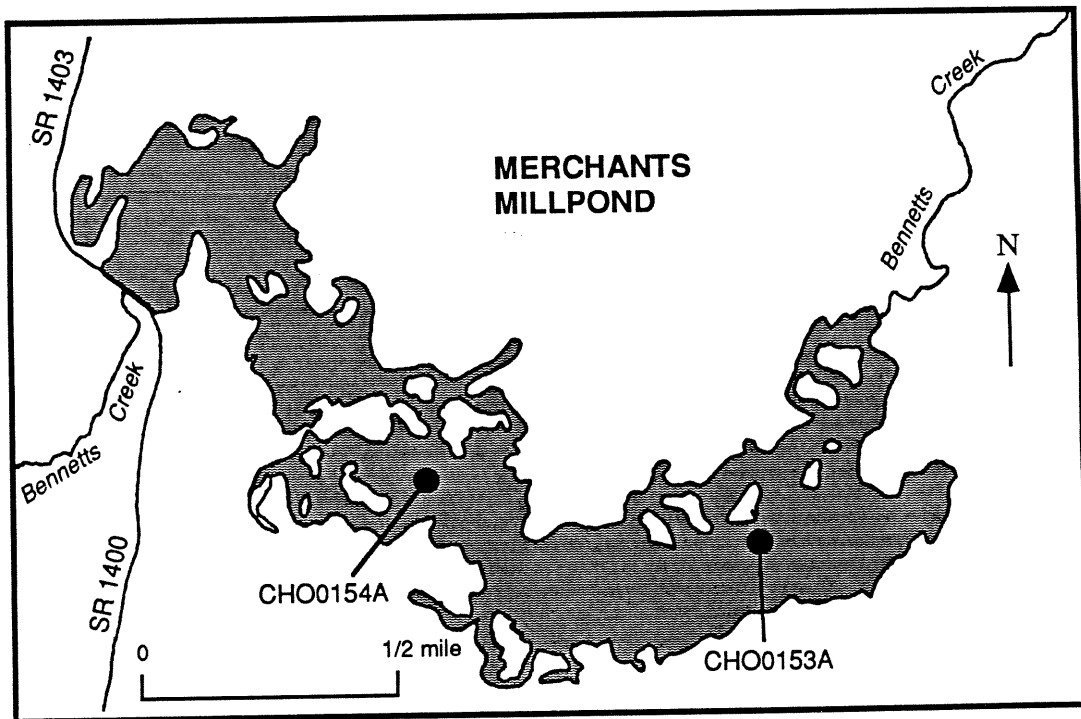 SR 1403
MERCHANTS
MILLPOND
Creek
Bennetts
N
Creek
Bennetts
SR 1400
CHO0154A
0
1/2 mile
CHO0153A